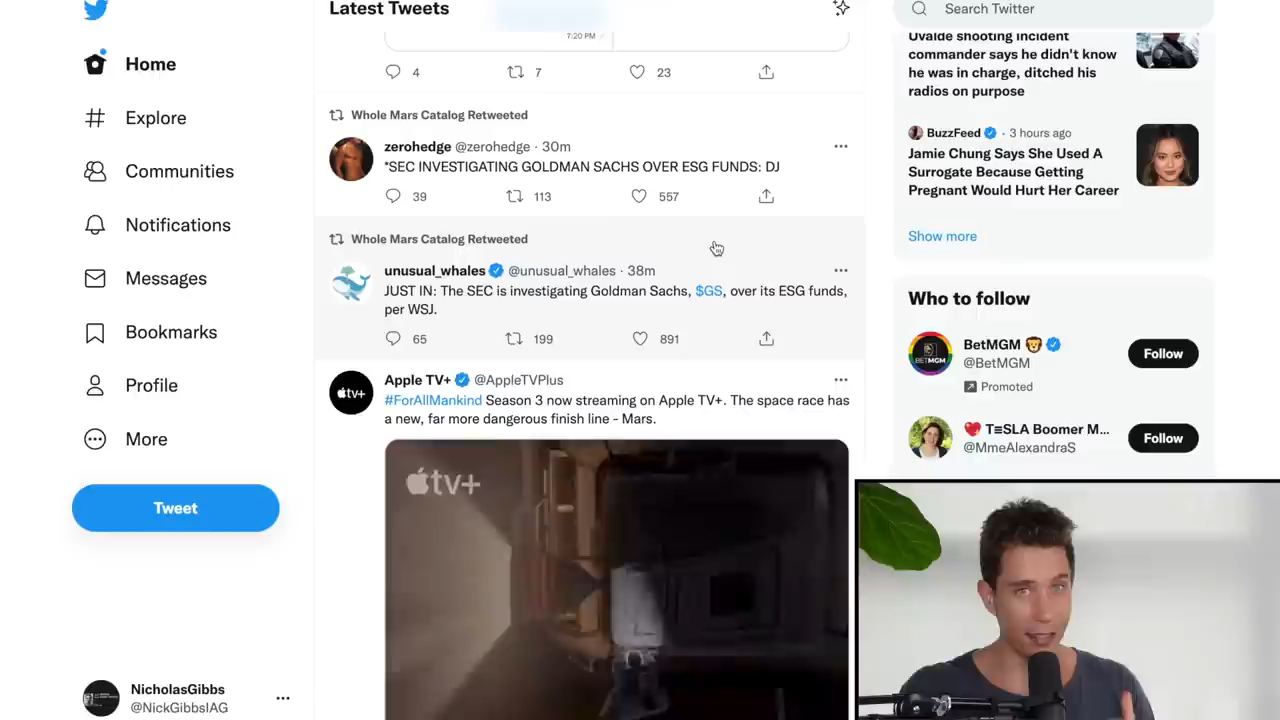 Latest Tweets
Search Twitter
Home
Explore
Communities
Notifications
Messages
Bookmarks
Profile
More
Tweet
NicholasGibbs
@NickGibbsIAG
7:20 PM
4 7 23
Whole Mars Catalog Retweeted
zerohedge @zerohedge · 30m
*SEC INVESTIGATING GOLDMAN SACHS OVER ESG FUNDS: DJ
39 113 557
Whole Mars Catalog Retweeted
unusual_whales @unusual_whales · 38m
JUST IN: The SEC is investigating Goldman Sachs, $GS, over its ESG funds,
per WSJ.
65 199 891
Apple TV+ @AppleTVPlus
#ForAllMankind Season 3 now streaming on Apple TV+. The space race has
a new, far more dangerous finish line - Mars.
tv+
tv+
Uvalde shooting incident
commander says he didn't know
he was in charge, ditched his
radios on purpose
BuzzFeed · 3 hours ago
Jamie Chung Says She Used A
Surrogate Because Getting
Pregnant Would Hurt Her Career
Show more
Who to follow
BETMGM
BetMGM
@BetMGM
Promoted
Follow
T≡SLA Boomer M...
@MmeAlexandraS
Follow